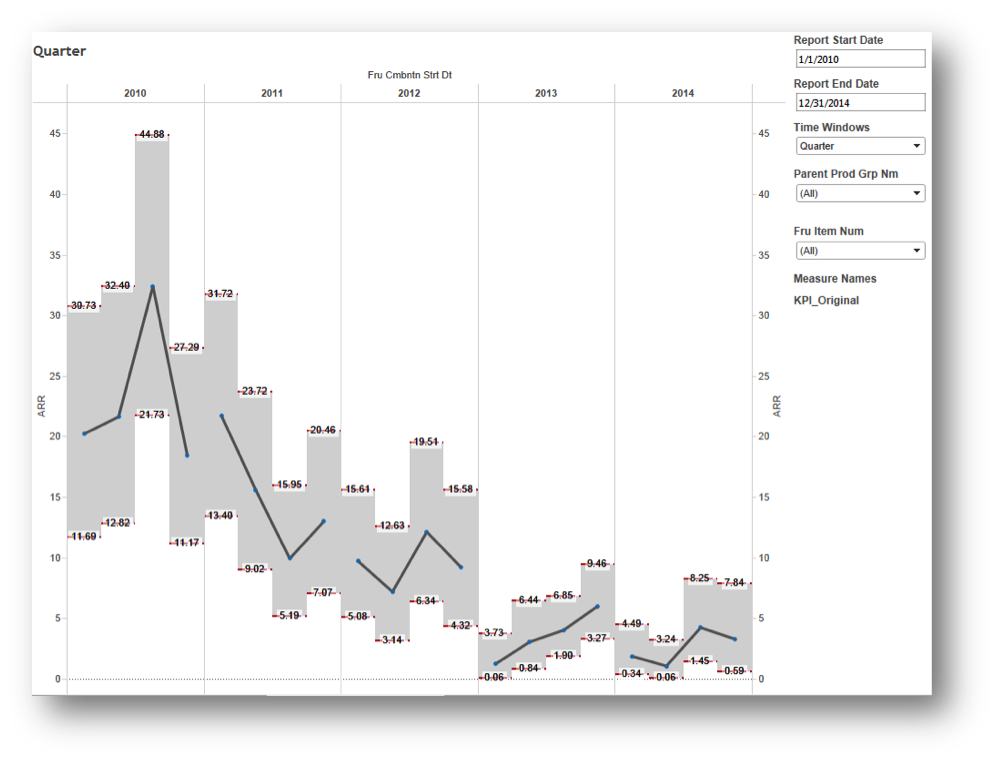 Quarter
Fru Cmbntn Strt Dt
2010 2011 2012 2013 2014
45 44.88 45
40 40
35 35
30.73 32.40 31.72
30 30
27.29
25 25
23.72
21.73
20 20.46 19.51 20
15.95 15.61 15.58
15 15
13.40
11.69 12.82 12.63
11.17
10 9.02 9.46 10
8.25 7.84
7.07 6.34 6.44 6.85
5 5.19 5.08 4.32 4.49 5
3.14 3.73 3.27 3.24
1.90 1.45
0.84 0.59
0 0.06 0.34 0.06 0
ARR
ARR
Report Start Date
1/1/2010
Report End Date
12/31/2014
Time Windows
Quarter
Parent Prod Grp Nm
(All)
Fru Item Num
(All)
Measure Names
KPI_Original